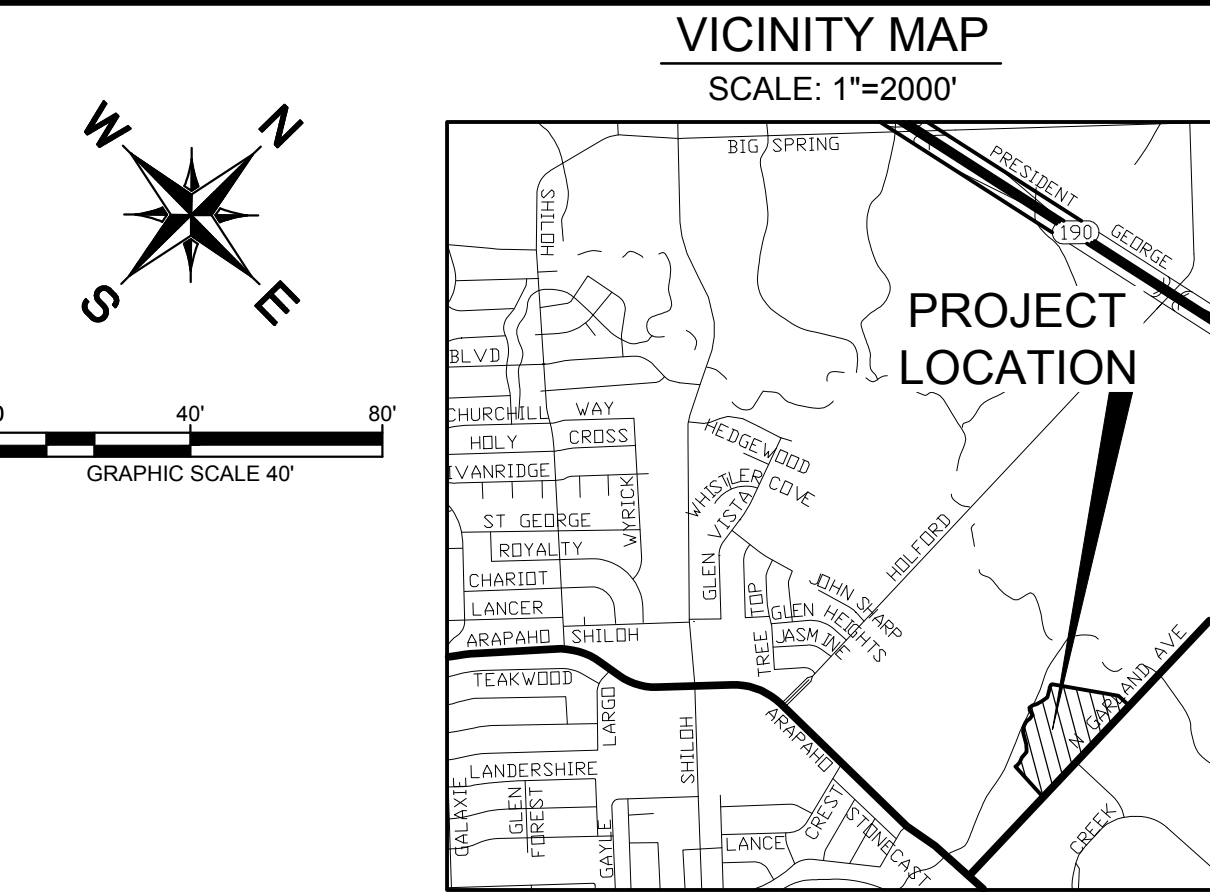 VICINITY MAP
SCALE: 1"=2000'
W
N
S
E
0
40'
80'
GRAPHIC SCALE 40'
BIG SPRING
PRESIDENT
GEORGE
190
SHILOH
PROJECT
LOCATION
BLVD
CHURCHILL WAY
HOLY CROSS
IVANRIDGE
ST GEORGE
WYRICK
ROYALTY
CHARIOT
LANCER
ARAPAHO
SHILOH
HEDGEWOOD
WHISTLER COVE
GLEN VISTA
HOLFORD
TREE TOP
JOHN SHARP
GLEN HEIGHTS
JASMINE
TEAKWOOD
LARGO
SHILOH
ARAPAHO
N GARLAND AVE
LANDERSHIRE
GALAXIE
GLEN
FOREST
GAYLE
LANCE
CREST
STONECAST
CREEK